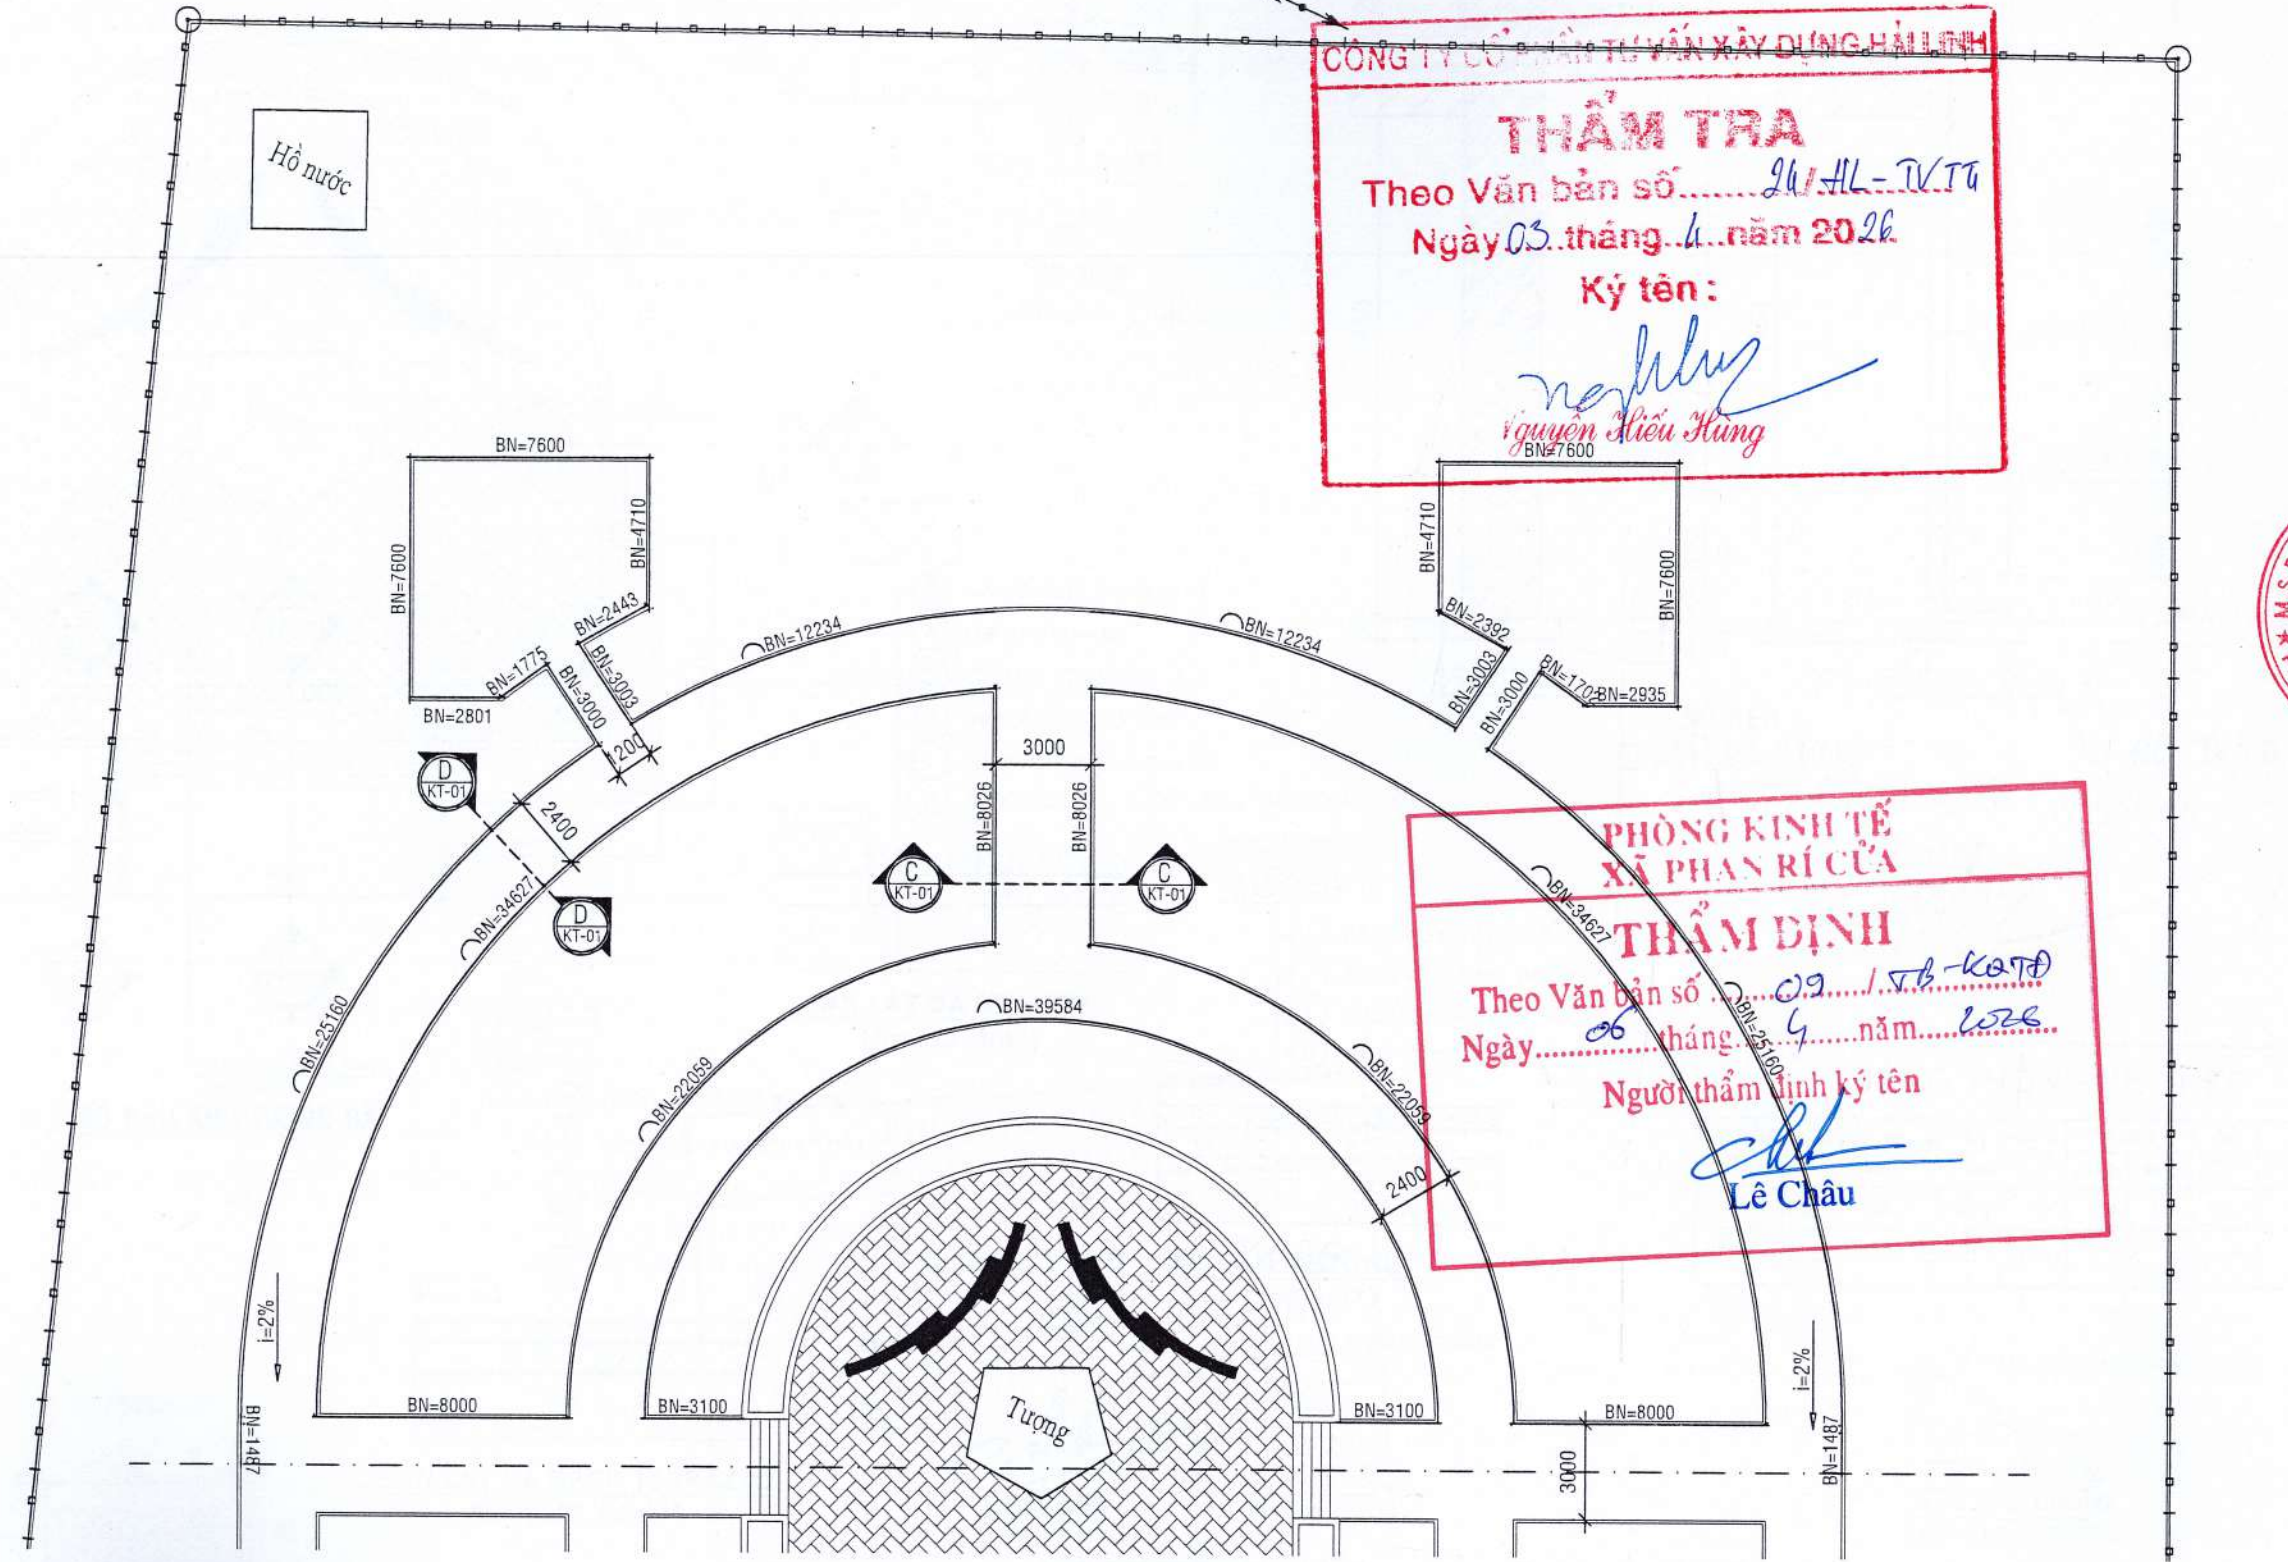 CÔNG TY CỔ PHẦN TƯ VẤN XÂY DỰNG HẢI LINH
THẨM TRA
Theo Văn bản số........24/HL-TVTT
Ngày 03 tháng 4 năm 2026
Ký tên :
Nguyễn Hiếu Hùng
Hồ nước
BN=7600
BN=7600
BN=4710
BN=2443
BN=3003
BN=1775
BN=3000
BN=2801
1200
BN=12234
BN=12234
BN=7600
BN=4710
BN=7600
BN=2392
BN=3003
BN=3000
BN=2935
D
KT-01
2400
BN=34627
D
KT-01
3000
BN=8026
BN=8026
C
KT-01
C
KT-01
PHÒNG KINH TẾ
XÃ PHAN RÍ CỬA
THẨM ĐỊNH
Theo Văn bản số ......09....../TB-KQTĐ
Ngày......06......tháng......4......năm......2026
Người thẩm định ký tên
Lê Châu
BN=34627
BN=25160
BN=25160
BN=39584
BN=22059
BN=22059
2400
i=2%
i=2%
BN=1487
BN=8000
BN=3100
Tượng
BN=3100
BN=8000
3000
BN=1487